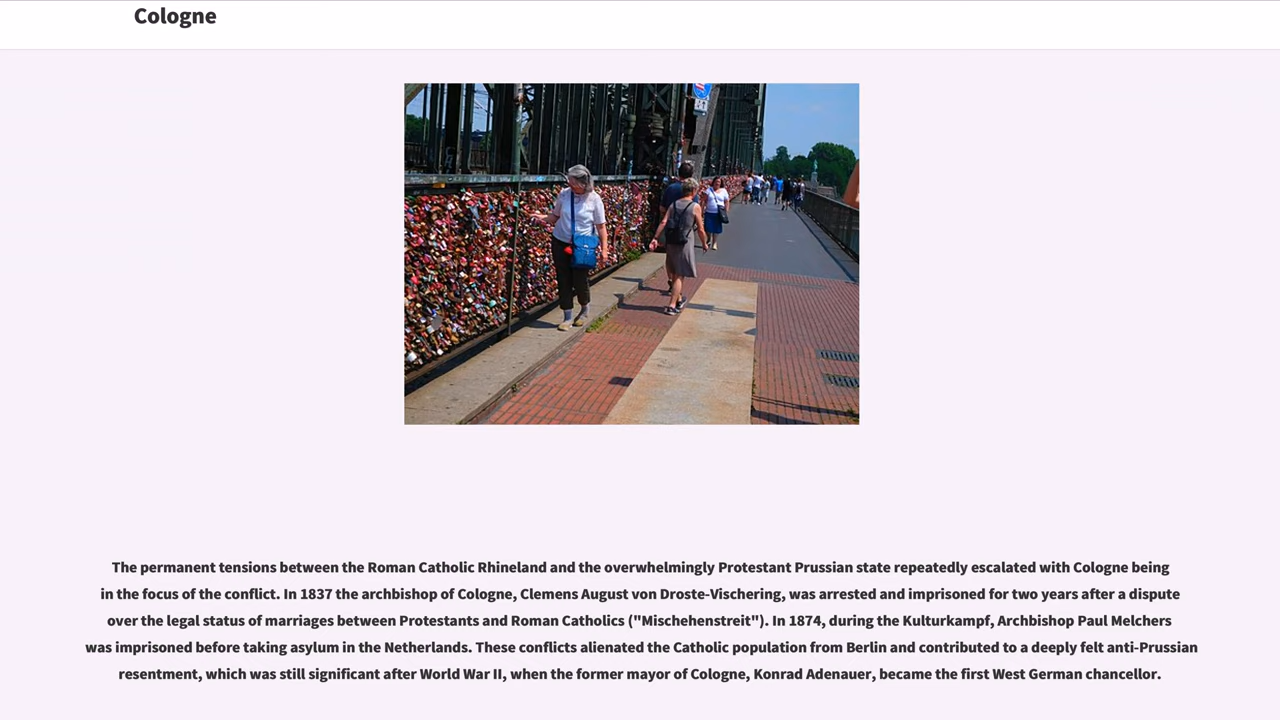 Cologne
The permanent tensions between the Roman Catholic Rhineland and the overwhelmingly Protestant Prussian state repeatedly escalated with Cologne being
in the focus of the conflict. In 1837 the archbishop of Cologne, Clemens August von Droste-Vischering, was arrested and imprisoned for two years after a dispute
over the legal status of marriages between Protestants and Roman Catholics ("Mischehenstreit"). In 1874, during the Kulturkampf, Archbishop Paul Melchers
was imprisoned before taking asylum in the Netherlands. These conflicts alienated the Catholic population from Berlin and contributed to a deeply felt anti-Prussian
resentment, which was still significant after World War II, when the former mayor of Cologne, Konrad Adenauer, became the first West German chancellor.